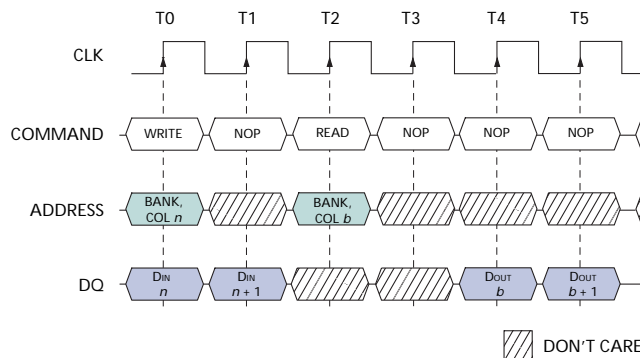 T0 T1 T2 T3 T4 T5
CLK
COMMAND WRITE NOP READ NOP NOP NOP
ADDRESS BANK, COL n BANK, COL b
DQ DIN n DIN n + 1 DOUT b DOUT b + 1
DON'T CARE